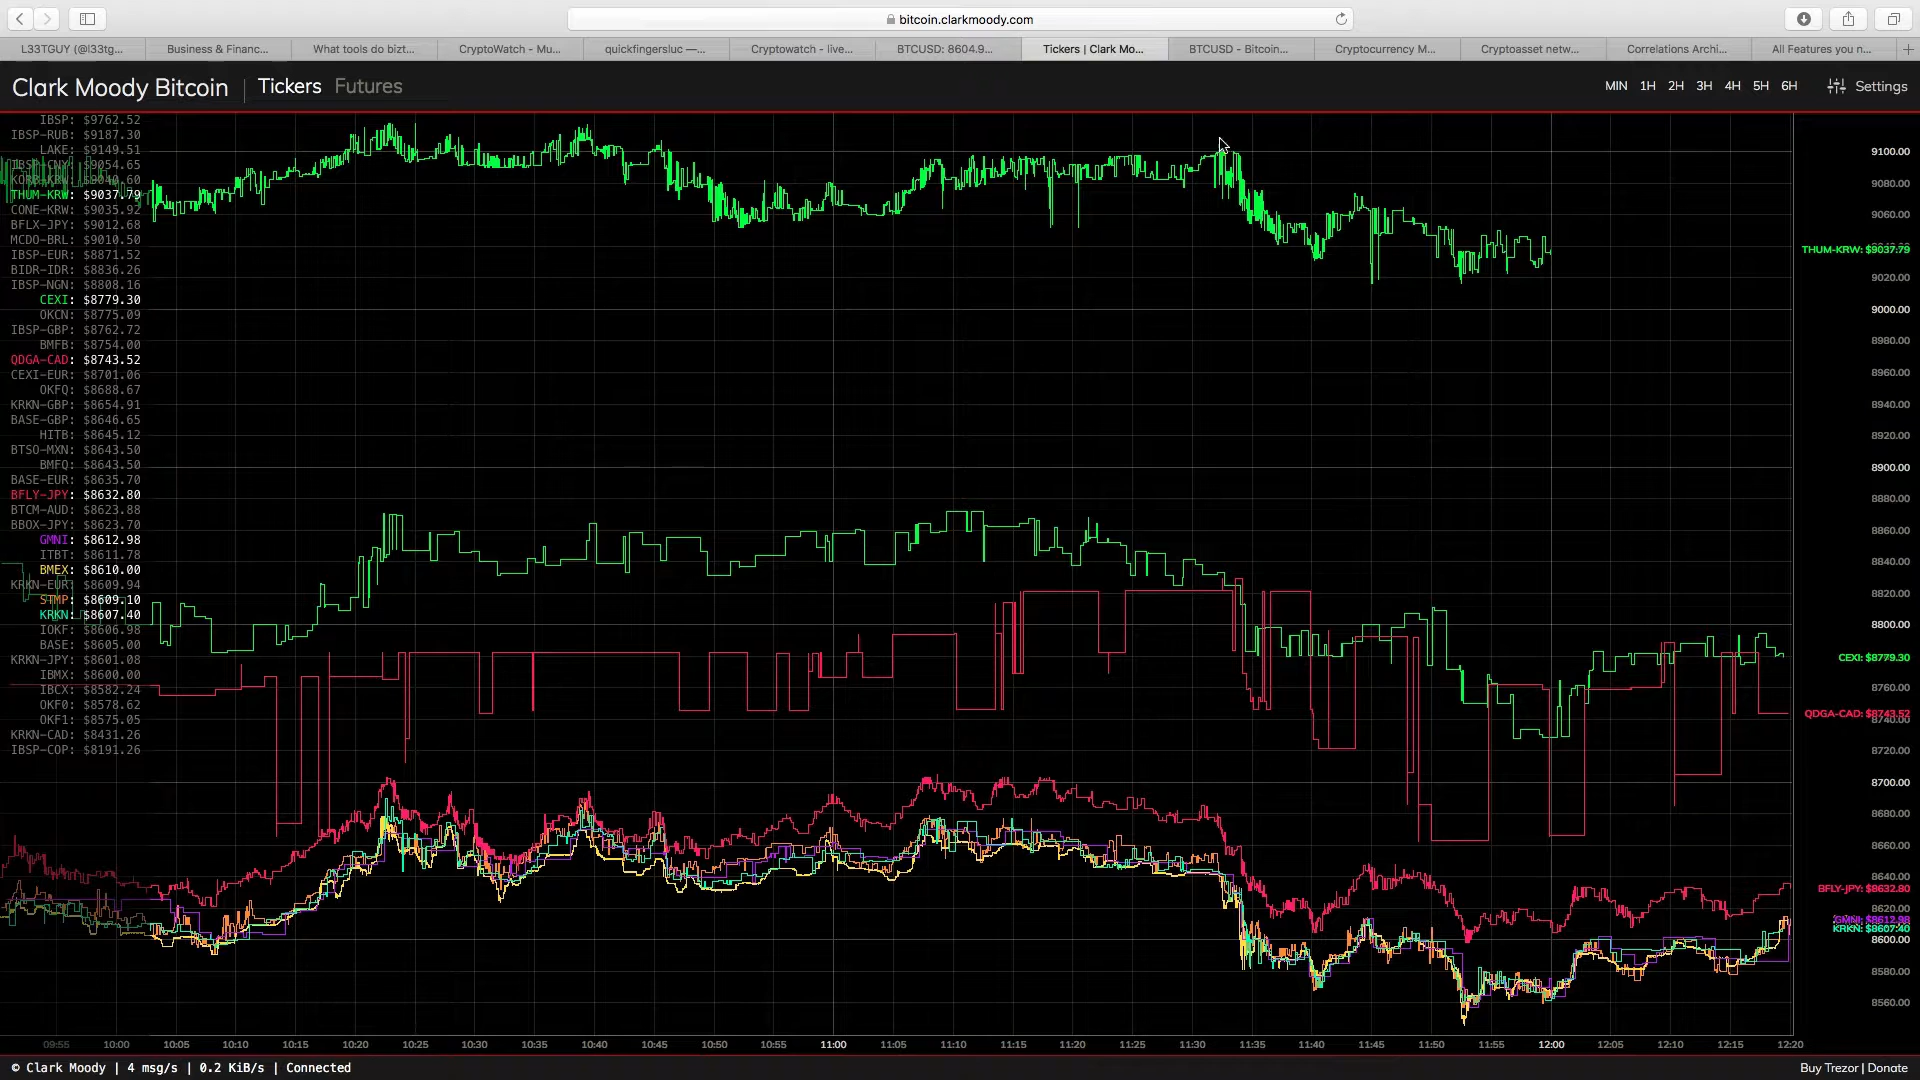 bitcoin.clarkmoody.com
L33TGUY (@l33tg... Business & Financ... What tools do bizt... CryptoWatch - Mu... quickfingersluc —... Cryptowatch - live... BTCUSD: 8604.9... Tickers | Clark Mo... BTCUSD - Bitcoin... Cryptocurrency M... Cryptoasset netw... Correlations Archi... All Features you n...
Clark Moody Bitcoin | Tickers Futures MIN 1H 2H 3H 4H 5H 6H Settings
IBSP: $9762.52
IBSP-RUB: $9187.30
LAKE: $9149.51
IBSP-CNY: $9054.65
KORB-KRW: $9040.60
THUM-KRW: $9037.79
CONE-KRW: $9035.92
BFLX-JPY: $9012.68
MCDO-BRL: $9010.50
IBSP-EUR: $8871.52
BIDR-IDR: $8836.26
IBSP-NGN: $8808.16
CEXI: $8779.30
OKCN: $8775.09
IBSP-GBP: $8762.72
BMFB: $8754.00
QDGA-CAD: $8743.52
CEXI-EUR: $8701.06
OKFQ: $8688.67
KRKN-GBP: $8654.91
BASE-GBP: $8646.65
HITB: $8645.12
BTSO-MXN: $8643.50
BMFQ: $8643.50
BASE-EUR: $8635.70
BFLY-JPY: $8632.80
BTCM-AUD: $8623.88
BBOX-JPY: $8623.70
GMNI: $8612.98
ITBT: $8611.78
BMEX: $8610.00
KRKN-EUR: $8609.94
STMP: $8609.10
KRKN: $8607.40
IOKF: $8606.98
BASE: $8605.00
KRKN-JPY: $8601.08
IBMX: $8600.00
IBCX: $8582.24
OKF0: $8578.62
OKF1: $8575.05
KRKN-CAD: $8431.26
IBSP-COP: $8191.26
9100.00
9080.00
9060.00
THUM-KRW: $9037.79
9020.00
9000.00
8980.00
8960.00
8940.00
8920.00
8900.00
8880.00
8860.00
8840.00
8820.00
8800.00
CEXI: $8779.30
8760.00
QDGA-CAD: $8743.52
8740.00
8720.00
8700.00
8680.00
8660.00
8640.00
BFLY-JPY: $8632.80
8620.00
GMNI: $8612.98
KRKN: $8607.40
8600.00
8580.00
8560.00
09:55 10:00 10:05 10:10 10:15 10:20 10:25 10:30 10:35 10:40 10:45 10:50 10:55 11:00 11:05 11:10 11:15 11:20 11:25 11:30 11:35 11:40 11:45 11:50 11:55 12:00 12:05 12:10 12:15 12:20
© Clark Moody | 4 msg/s | 0.2 KiB/s | Connected Buy Trezor | Donate